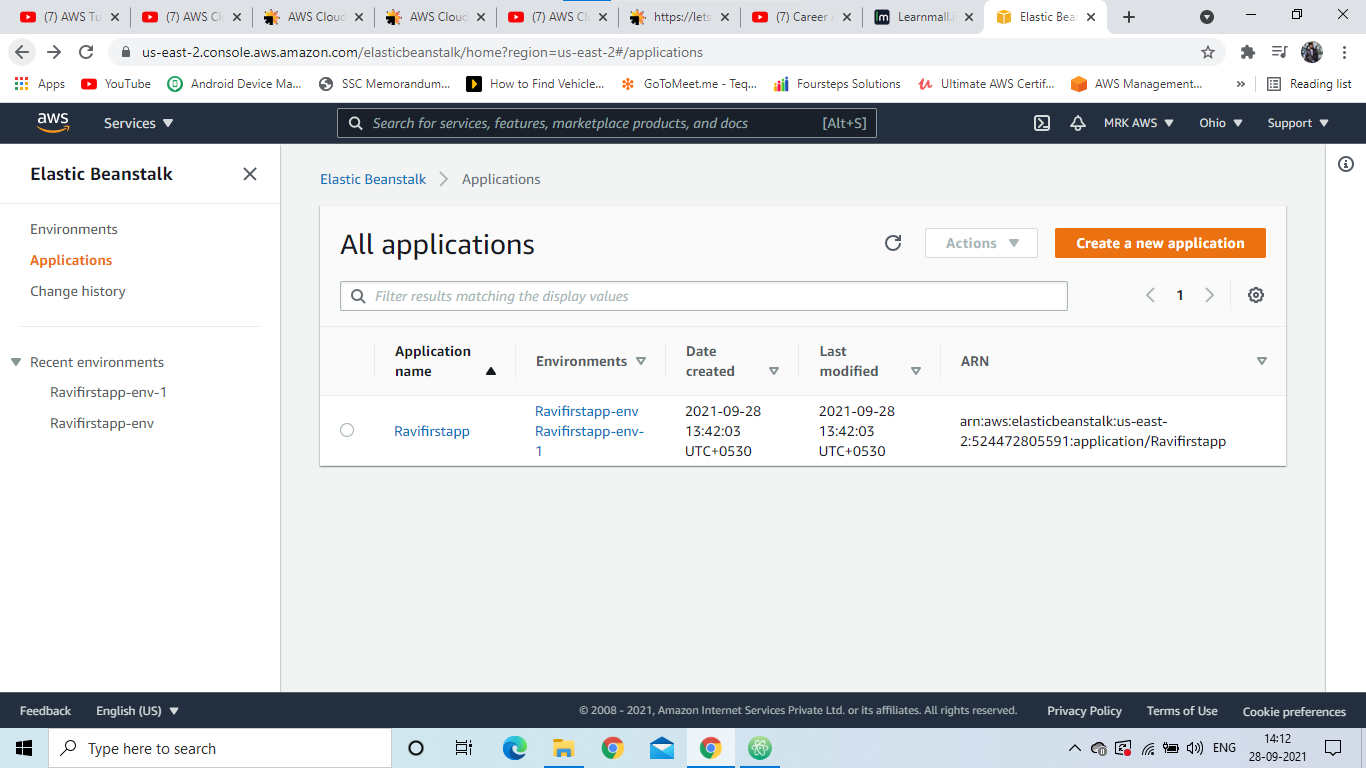 (7) AWS Tu
(7) AWS Cl
AWS Cloud
AWS Cloud
(7) AWS Cl
https://lets
(7) Career
Learnmall.i
Elastic Bea
us-east-2.console.aws.amazon.com/elasticbeanstalk/home?region=us-east-2#/applications
Apps
YouTube
Android Device Ma...
SSC Memorandum...
How to Find Vehicle...
GoToMeet.me - Teq...
Foursteps Solutions
Ultimate AWS Certif...
AWS Management...
»
Reading list
aws
Services
Search for services, features, marketplace products, and docs
[Alt+S]
MRK AWS
Ohio
Support
Elastic Beanstalk
Environments
Applications
Change history
Recent environments
Ravifirstapp-env-1
Ravifirstapp-env
Elastic Beanstalk
Applications
All applications
Actions
Create a new application
Filter results matching the display values
1
Application
name
Environments
Date
created
Last
modified
ARN
Ravifirstapp
Ravifirstapp-env
Ravifirstapp-env-
1
2021-09-28
13:42:03
UTC+0530
2021-09-28
13:42:03
UTC+0530
arn:aws:elasticbeanstalk:us-east-
2:524472805591:application/Ravifirstapp
Feedback
English (US)
© 2008 - 2021, Amazon Internet Services Private Ltd. or its affiliates. All rights reserved.
Privacy Policy
Terms of Use
Cookie preferences
Type here to search
ENG
14:12
28-09-2021